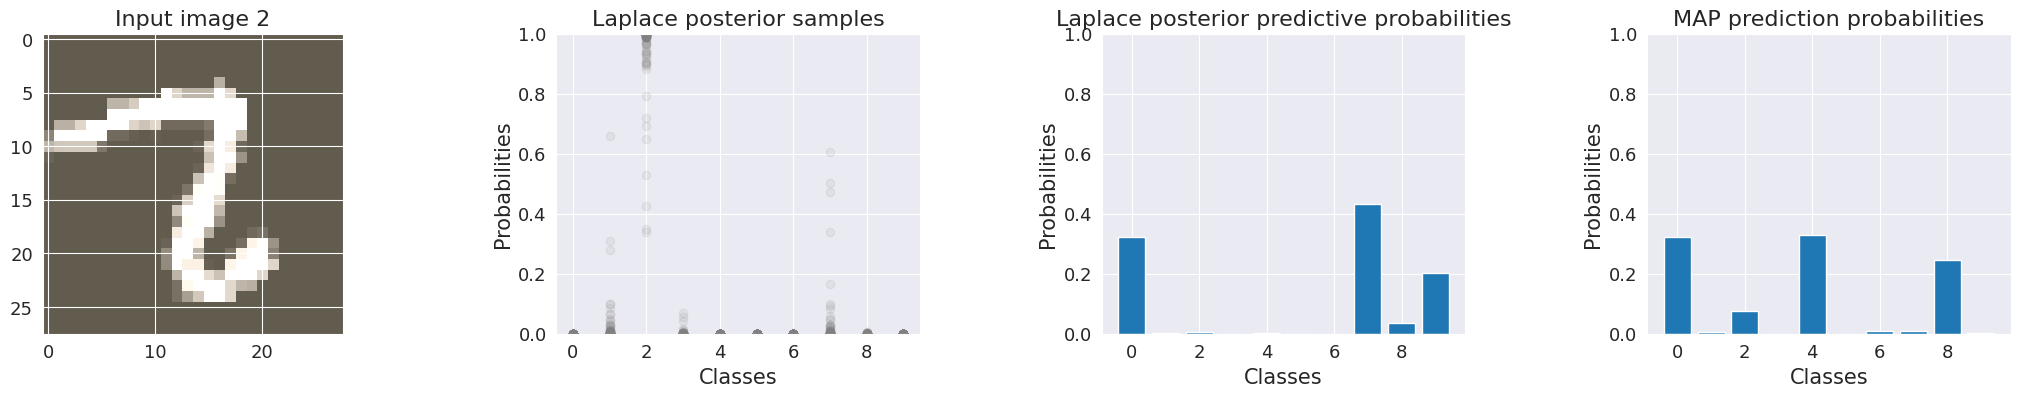 Input image 2
0
5
10
15
20
25
0 10 20
Laplace posterior samples
Probabilities
1.0
0.8
0.6
0.4
0.2
0.0
0 2 4 6 8
Classes
Laplace posterior predictive probabilities
Probabilities
1.0
0.8
0.6
0.4
0.2
0.0
0 2 4 6 8
Classes
MAP prediction probabilities
Probabilities
1.0
0.8
0.6
0.4
0.2
0.0
0 2 4 6 8
Classes